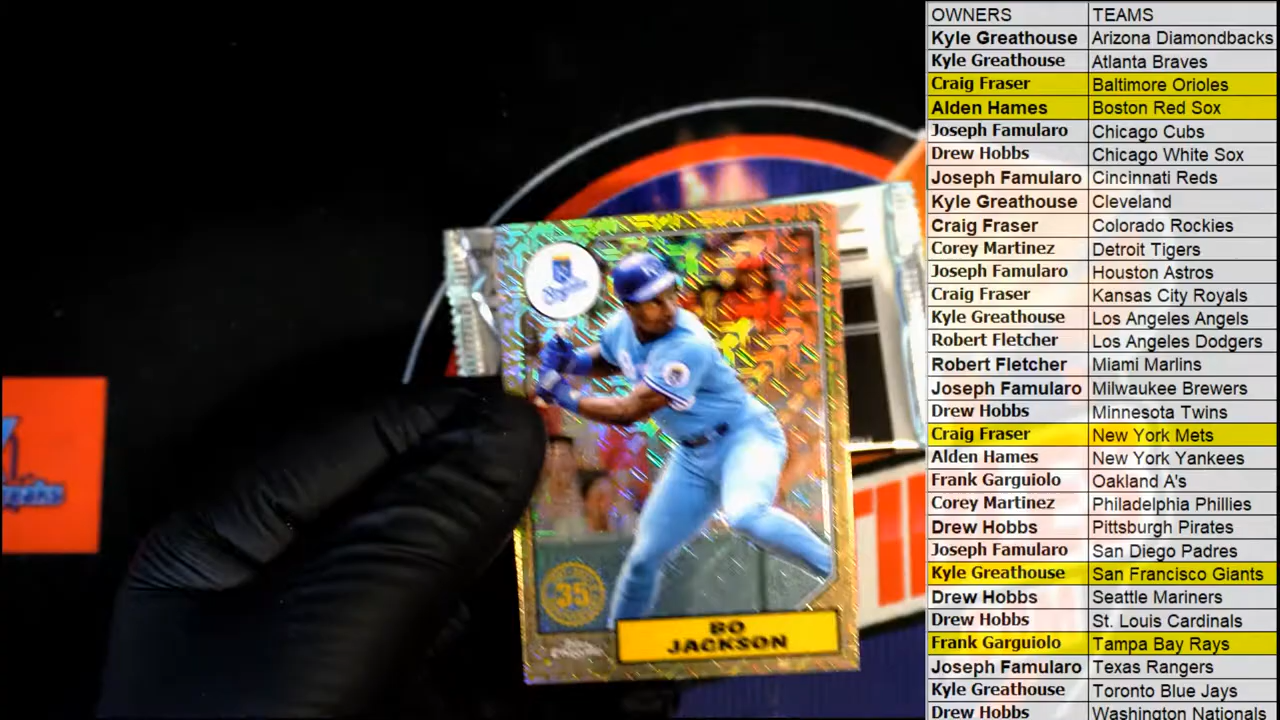 OWNERS TEAMS
Kyle Greathouse Arizona Diamondbacks
Kyle Greathouse Atlanta Braves
Craig Fraser Baltimore Orioles
Alden Hames Boston Red Sox
Joseph Famularo Chicago Cubs
Drew Hobbs Chicago White Sox
Joseph Famularo Cincinnati Reds
Kyle Greathouse Cleveland
Craig Fraser Colorado Rockies
Corey Martinez Detroit Tigers
Joseph Famularo Houston Astros
Craig Fraser Kansas City Royals
Kyle Greathouse Los Angeles Angels
Robert Fletcher Los Angeles Dodgers
Robert Fletcher Miami Marlins
Joseph Famularo Milwaukee Brewers
Drew Hobbs Minnesota Twins
Craig Fraser New York Mets
Alden Hames New York Yankees
Frank Garguiolo Oakland A's
Corey Martinez Philadelphia Phillies
Drew Hobbs Pittsburgh Pirates
Joseph Famularo San Diego Padres
Kyle Greathouse San Francisco Giants
Drew Hobbs Seattle Mariners
Drew Hobbs St. Louis Cardinals
Frank Garguiolo Tampa Bay Rays
Joseph Famularo Texas Rangers
Kyle Greathouse Toronto Blue Jays
Drew Hobbs Washington Nationals
Royals
35
BO
JACKSON